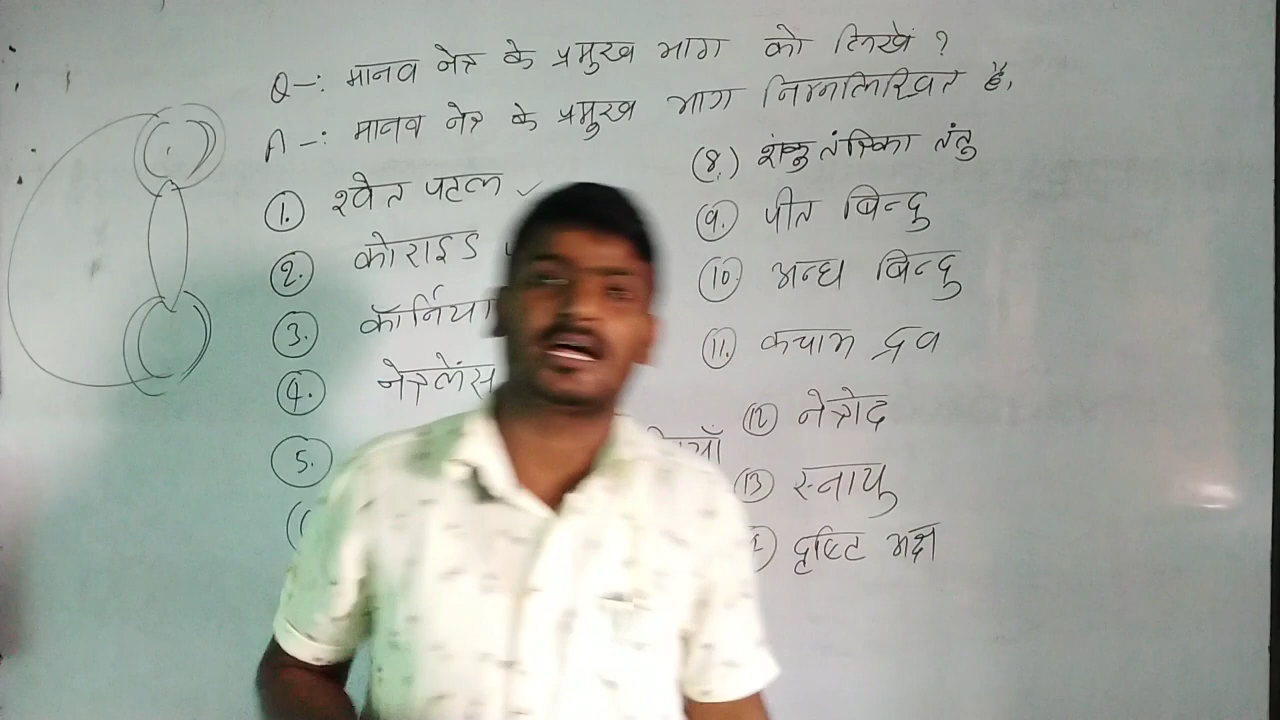 Q-: मानव नेत्र के प्रमुख भाग को लिखें ?
A-: मानव नेत्र के प्रमुख भाग निम्नलिखित है,
1. श्वेत पटल ✓
2. कोराइड
3. कॉर्निया
4. नेत्रलेंस
5.
(8.) शंकु तंत्रिका तंतु
9. पीत बिन्दु
10. अन्ध बिन्दु
11. कचाभ द्रव
12 नेत्रोद
13 स्नायु
दृष्टि अक्ष